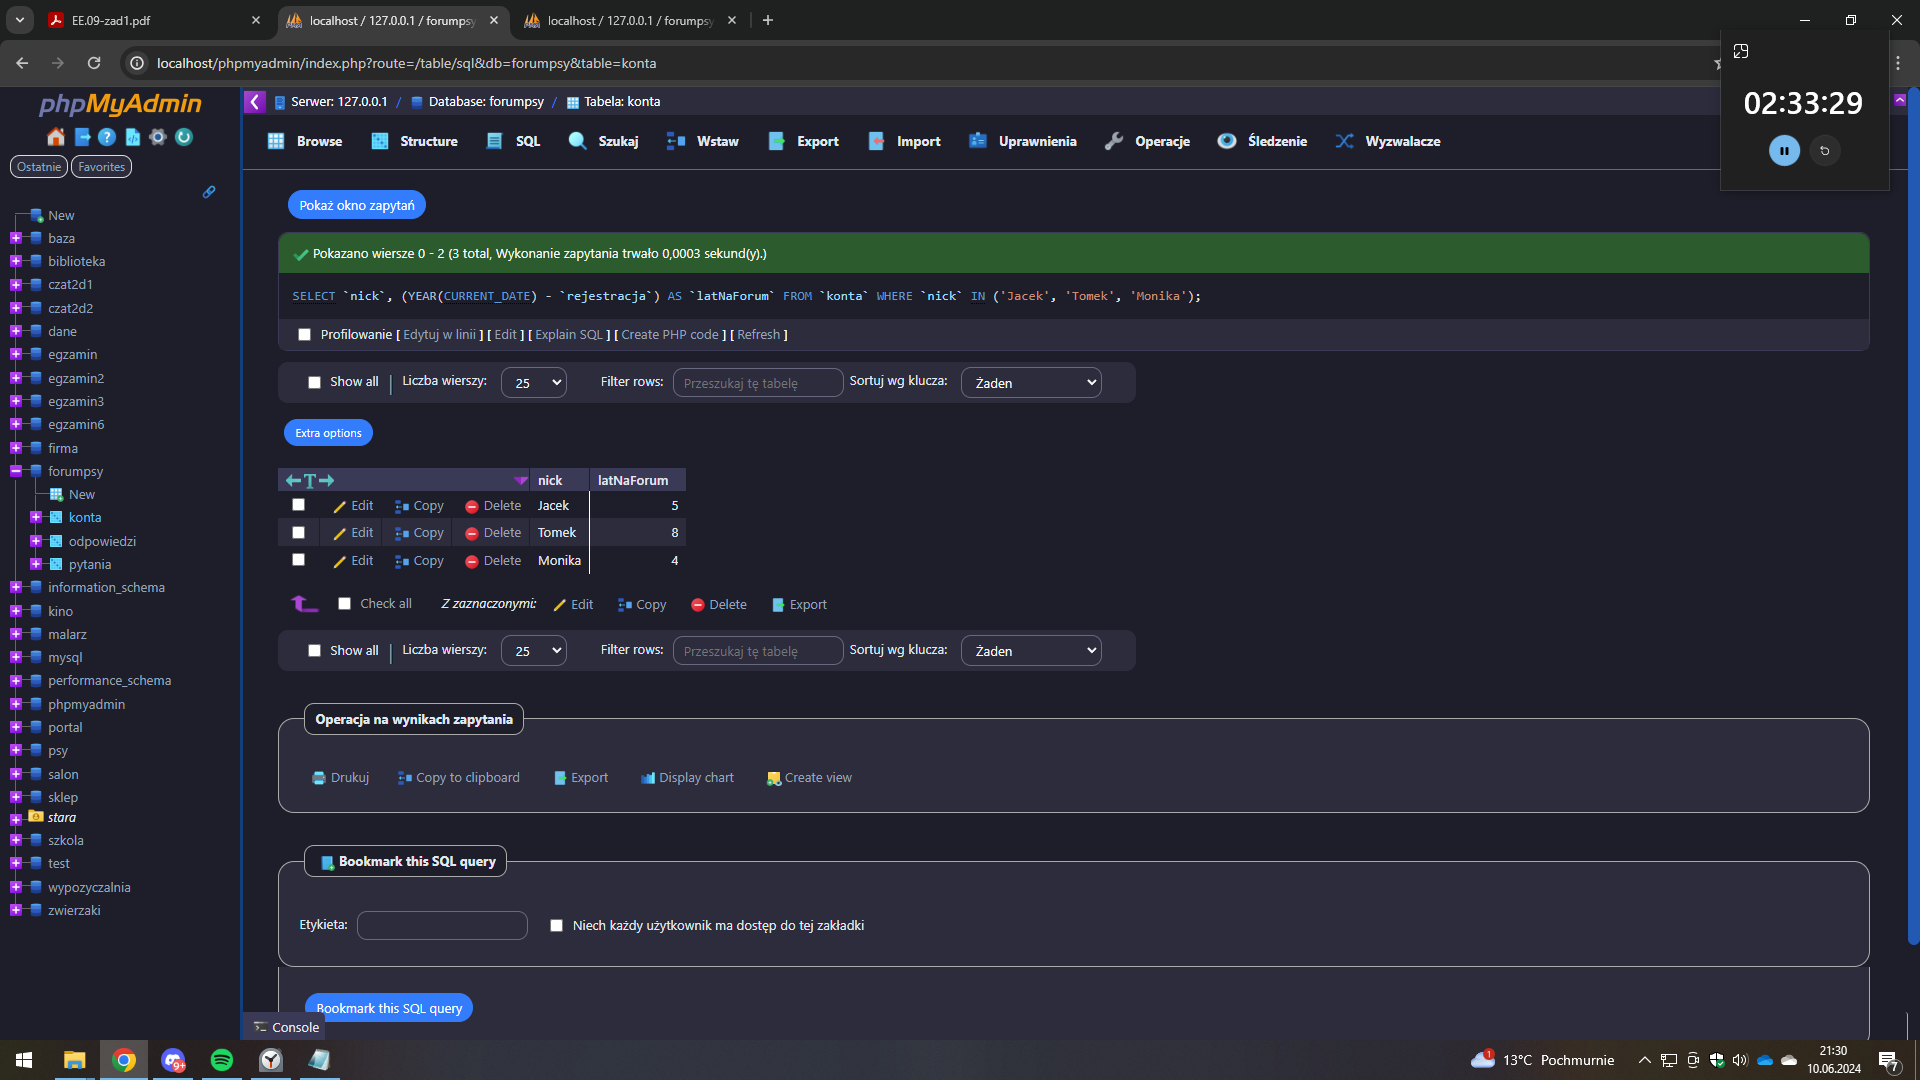 EE.09-zad1.pdf
localhost / 127.0.0.1 / forumpsy
localhost / 127.0.0.1 / forumpsy
localhost/phpmyadmin/index.php?route=/table/sql&db=forumpsy&table=konta
02:33:29
phpMyAdmin
Ostatnie
Favorites
New
baza
biblioteka
czat2d1
czat2d2
dane
egzamin
egzamin2
egzamin3
egzamin6
firma
forumpsy
New
konta
odpowiedzi
pytania
information_schema
kino
malarz
mysql
performance_schema
phpmyadmin
portal
psy
salon
sklep
stara
szkola
test
wypozyczalnia
zwierzaki
Serwer: 127.0.0.1 / Database: forumpsy / Tabela: konta
Browse Structure SQL Szukaj Wstaw Export Import Uprawnienia Operacje Śledzenie Wyzwalacze
Pokaż okno zapytań
Pokazano wiersze 0 - 2 (3 total, Wykonanie zapytania trwało 0,0003 sekund(y).)
SELECT `nick`, (YEAR(CURRENT_DATE) - `rejestracja`) AS `latNaForum` FROM `konta` WHERE `nick` IN ('Jacek', 'Tomek', 'Monika');
Profilowanie [ Edytuj w linii ] [ Edit ] [ Explain SQL ] [ Create PHP code ] [ Refresh ]
Show all | Liczba wierszy: 25 Filter rows: Przeszukaj tę tabelę Sortuj wg klucza: Żaden
Extra options
←T→ nick latNaForum
Edit Copy Delete Jacek 5
Edit Copy Delete Tomek 8
Edit Copy Delete Monika 4
Check all Z zaznaczonymi: Edit Copy Delete Export
Show all | Liczba wierszy: 25 Filter rows: Przeszukaj tę tabelę Sortuj wg klucza: Żaden
Operacja na wynikach zapytania
Drukuj Copy to clipboard Export Display chart Create view
Bookmark this SQL query
Etykieta: Niech każdy użytkownik ma dostęp do tej zakładki
Bookmark this SQL query
Console
9+
1
13°C Pochmurnie
21:30
10.06.2024
7